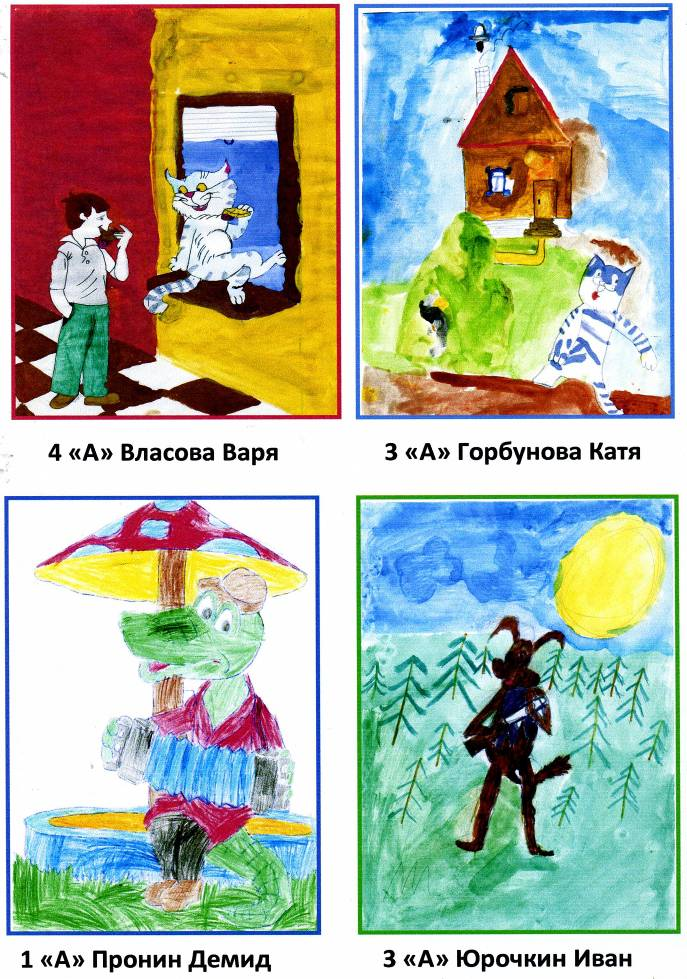 4 «А» Власова Варя
3 «А» Горбунова Катя
1 «А» Пронин Демид
3 «А» Юрочкин Иван